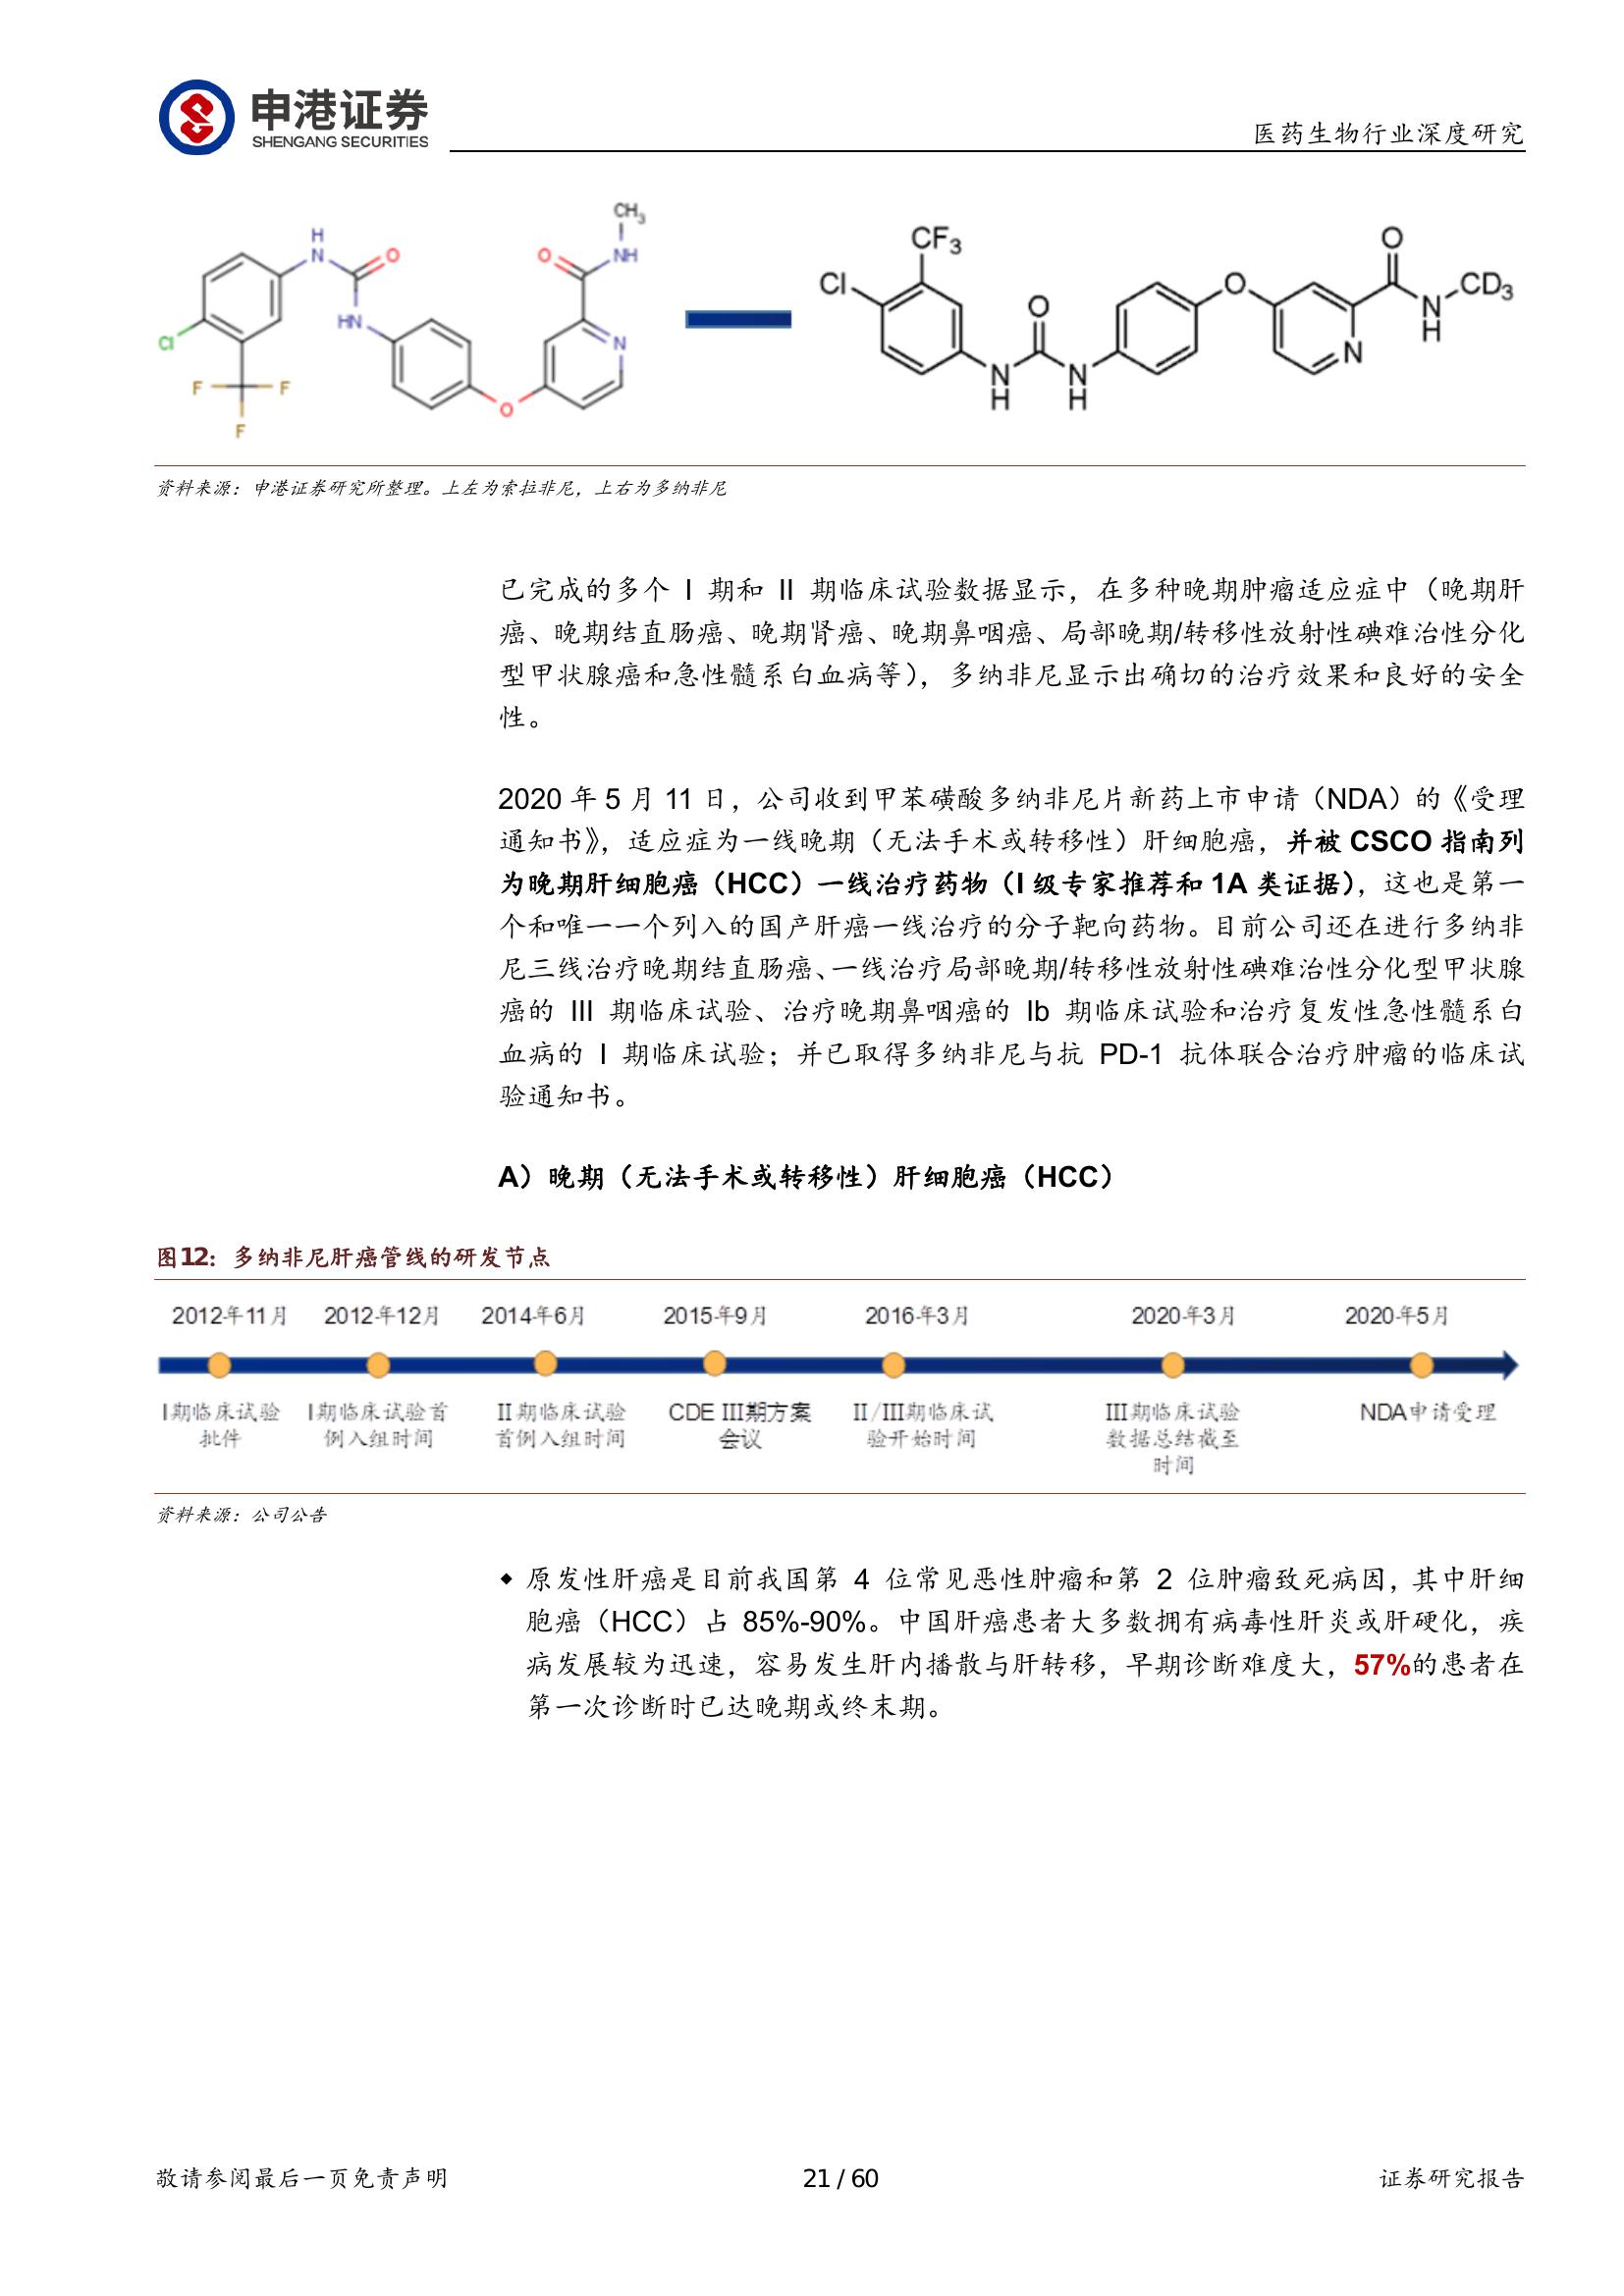 申港证券
SHENGANG SECURITIES
医药生物行业深度研究
CH3
H
N
O
O
NH
HN
Cl
N
F
F
F
O
CF3
Cl
O
N
H
N
H
O
N
O
N
H
CD3
资料来源：申港证券研究所整理。上左为索拉非尼，上右为多纳非尼
已完成的多个 I 期和 II 期临床试验数据显示，在多种晚期肿瘤适应症中（晚期肝
癌、晚期结直肠癌、晚期肾癌、晚期鼻咽癌、局部晚期/转移性放射性碘难治性分化
型甲状腺癌和急性髓系白血病等），多纳非尼显示出确切的治疗效果和良好的安全
性。
2020 年 5 月 11 日，公司收到甲苯磺酸多纳非尼片新药上市申请（NDA）的《受理
通知书》，适应症为一线晚期（无法手术或转移性）肝细胞癌，并被 CSCO 指南列
为晚期肝细胞癌（HCC）一线治疗药物（I 级专家推荐和 1A 类证据），这也是第一
个和唯一一个列入的国产肝癌一线治疗的分子靶向药物。目前公司还在进行多纳非
尼三线治疗晚期结直肠癌、一线治疗局部晚期/转移性放射性碘难治性分化型甲状腺
癌的 III 期临床试验、治疗晚期鼻咽癌的 Ib 期临床试验和治疗复发性急性髓系白
血病的 I 期临床试验；并已取得多纳非尼与抗 PD-1 抗体联合治疗肿瘤的临床试
验通知书。
A）晚期（无法手术或转移性）肝细胞癌（HCC）
图12：多纳非尼肝癌管线的研发节点
2012年11月 2012年12月 2014年6月 2015年9月 2016年3月 2020年3月 2020年5月
I期临床试验 I期临床试验首 II期临床试验 CDE III期方案 II/III期临床试 III期临床试验 NDA申请受理
批件 例入组时间 首例入组时间 会议 验开始时间 数据总结截至
时间
资料来源：公司公告
◆ 原发性肝癌是目前我国第 4 位常见恶性肿瘤和第 2 位肿瘤致死病因，其中肝细
胞癌（HCC）占 85%-90%。中国肝癌患者大多数拥有病毒性肝炎或肝硬化，疾
病发展较为迅速，容易发生肝内播散与肝转移，早期诊断难度大，57%的患者在
第一次诊断时已达晚期或终末期。
敬请参阅最后一页免责声明 21 / 60 证券研究报告